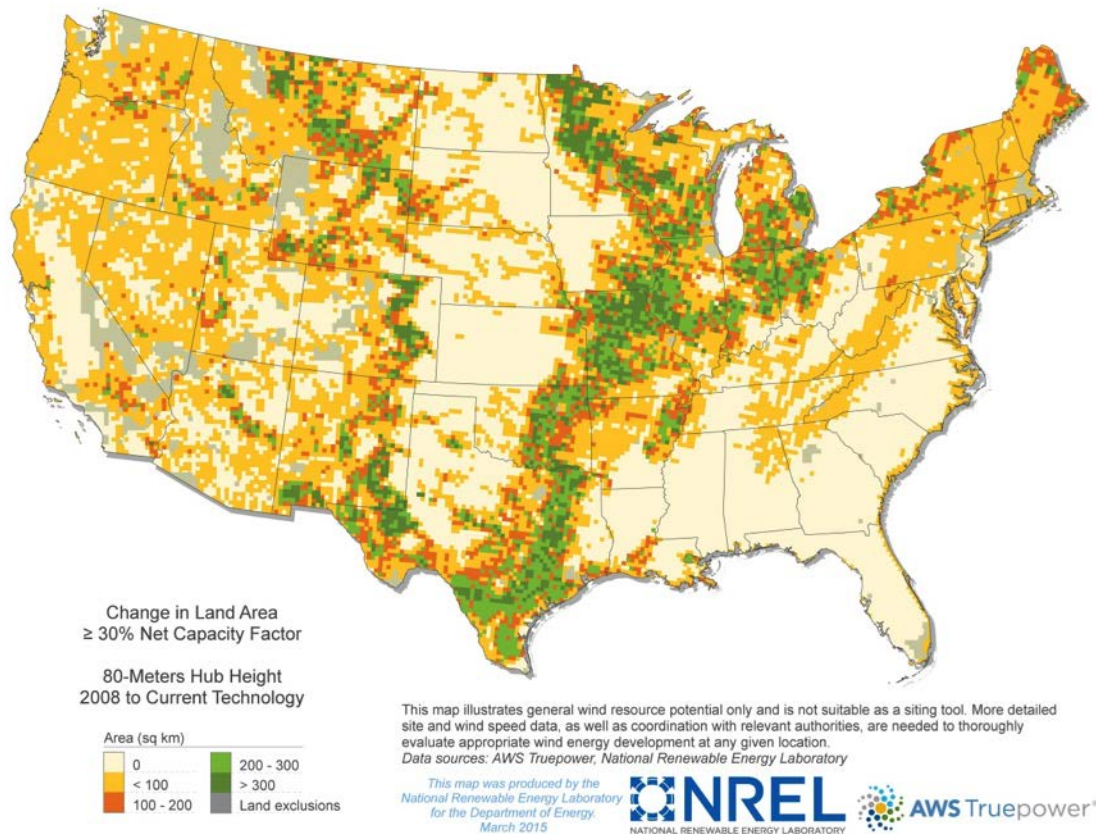 Change in Land Area
≥ 30% Net Capacity Factor
80-Meters Hub Height
2008 to Current Technology
Area (sq km)
0
< 100
100 - 200
200 - 300
> 300
Land exclusions
This map illustrates general wind resource potential only and is not suitable as a siting tool. More detailed
site and wind speed data, as well as coordination with relevant authorities, are needed to thoroughly
evaluate appropriate wind energy development at any given location.
Data sources: AWS Truepower, National Renewable Energy Laboratory
This map was produced by the
National Renewable Energy Laboratory
for the Department of Energy.
March 2015
NREL
NATIONAL RENEWABLE ENERGY LABORATORY
AWS Truepower®